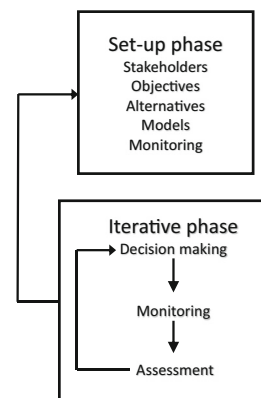 Set-up phase
Stakeholders
Objectives
Alternatives
Models
Monitoring
Iterative phase
Decision making
Monitoring
Assessment